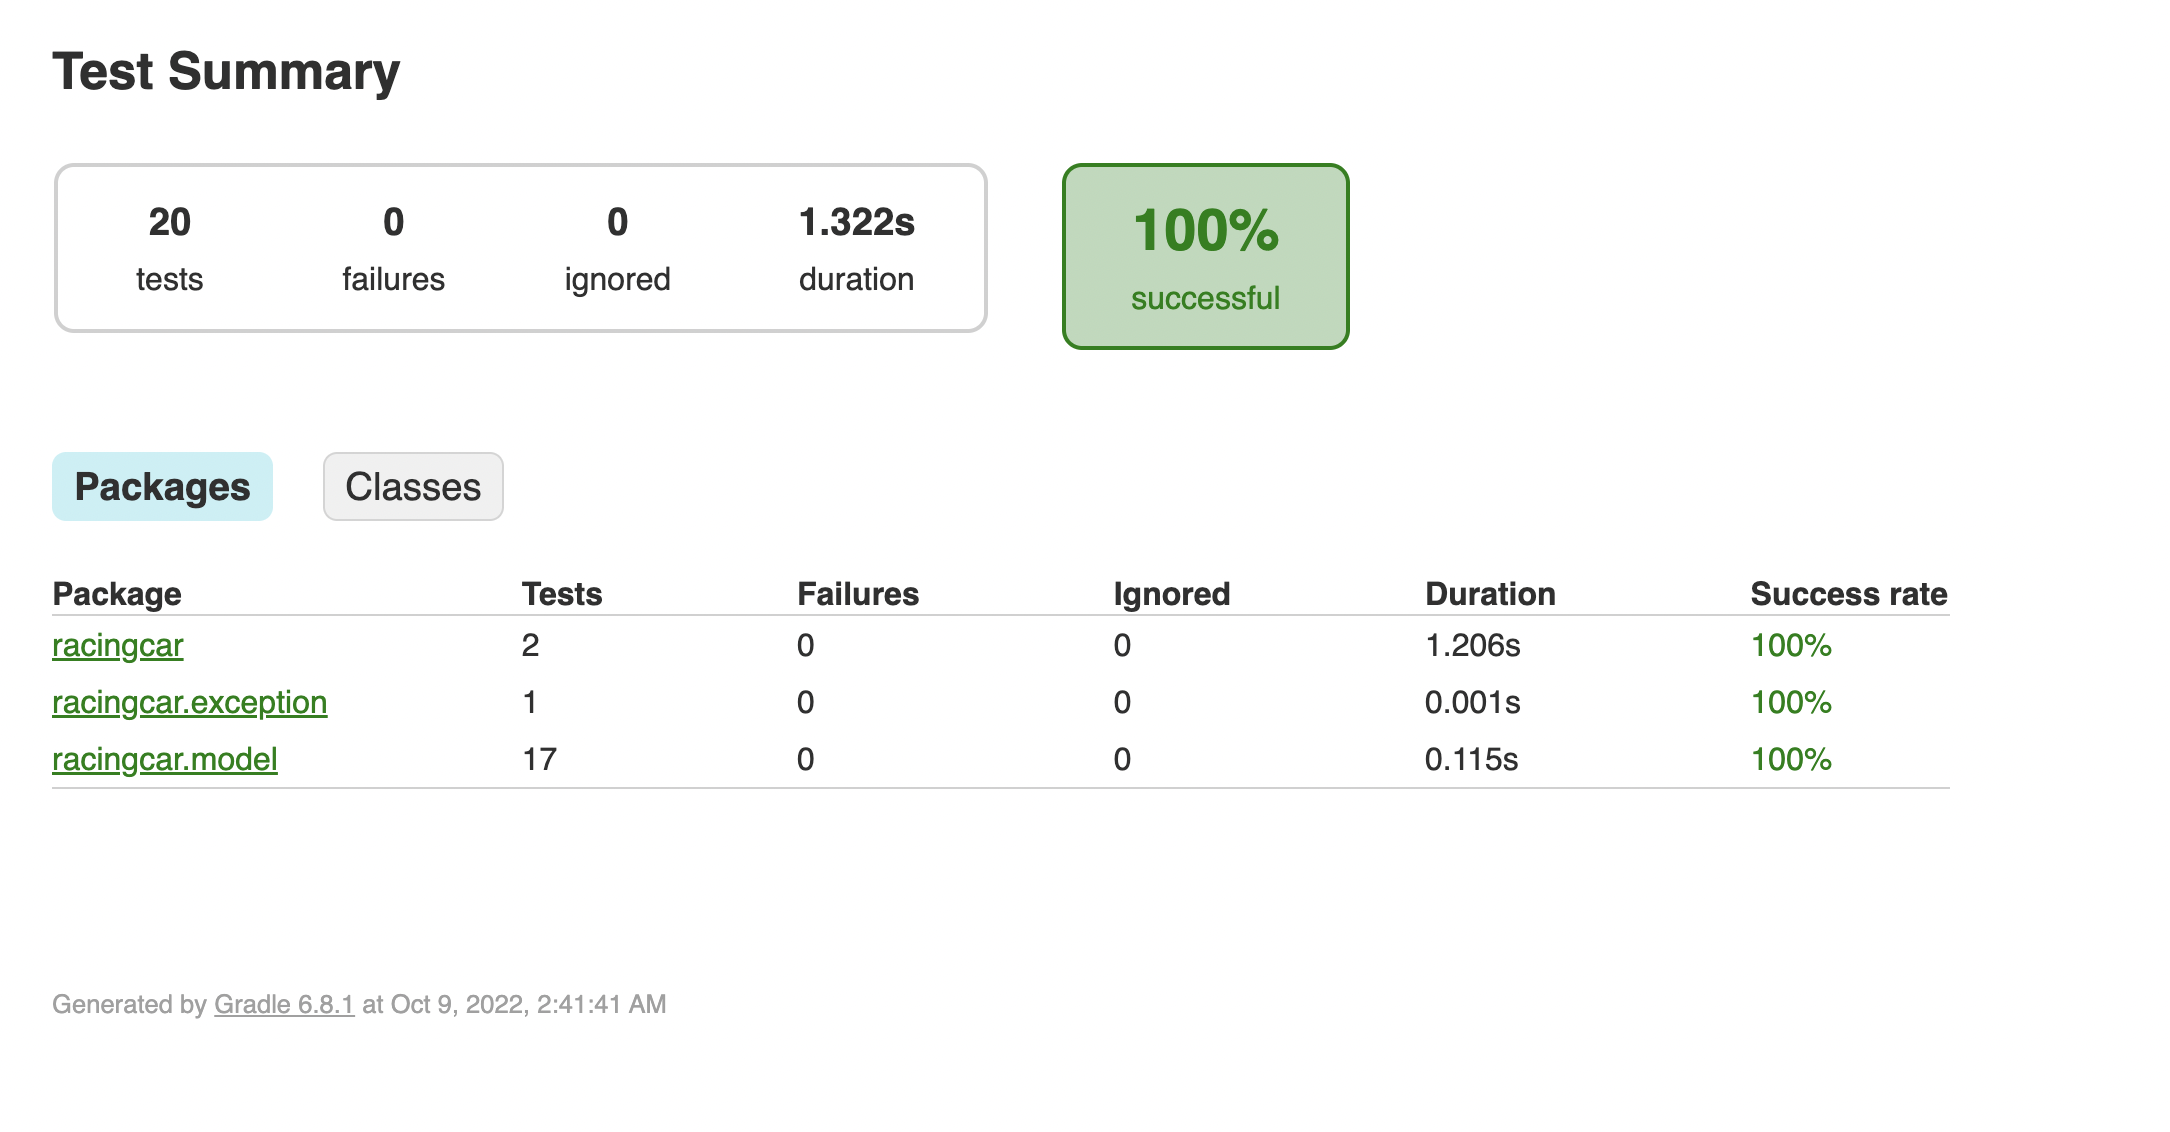 Test Summary
20 0 0 1.322s
tests failures ignored duration
100%
successful
Packages Classes
Package Tests Failures Ignored Duration Success rate
racingcar 2 0 0 1.206s 100%
racingcar.exception 1 0 0 0.001s 100%
racingcar.model 17 0 0 0.115s 100%
Generated by Gradle 6.8.1 at Oct 9, 2022, 2:41:41 AM